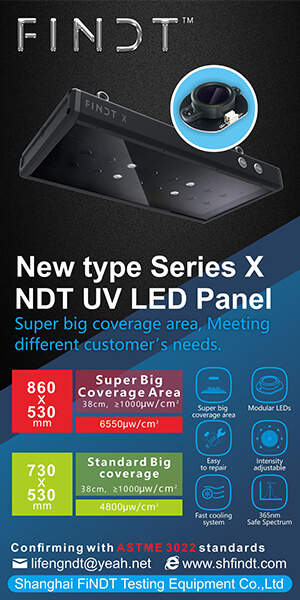 FINDT™
FINDT X
New type Series X
NDT UV LED Panel
Super big coverage area, Meeting
different customer's needs.
860
X
530
mm
Super Big
Coverage Area
38cm, ≥1000μw/cm²
6550μw/cm²
730
X
530
mm
Standard Big
coverage
38cm, ≥1000μw/cm²
4800μw/cm²
Super big
coverage area
Modular LEDs
Easy
to repair
Intensity
adjustable
Fast cooling
system
365nm
Safe Spectrum
Confirming with ASTME 3022 standards
lifengndt@yeah.net
www.shfindt.com
Shanghai FiNDT Testing Equipment Co.,Ltd